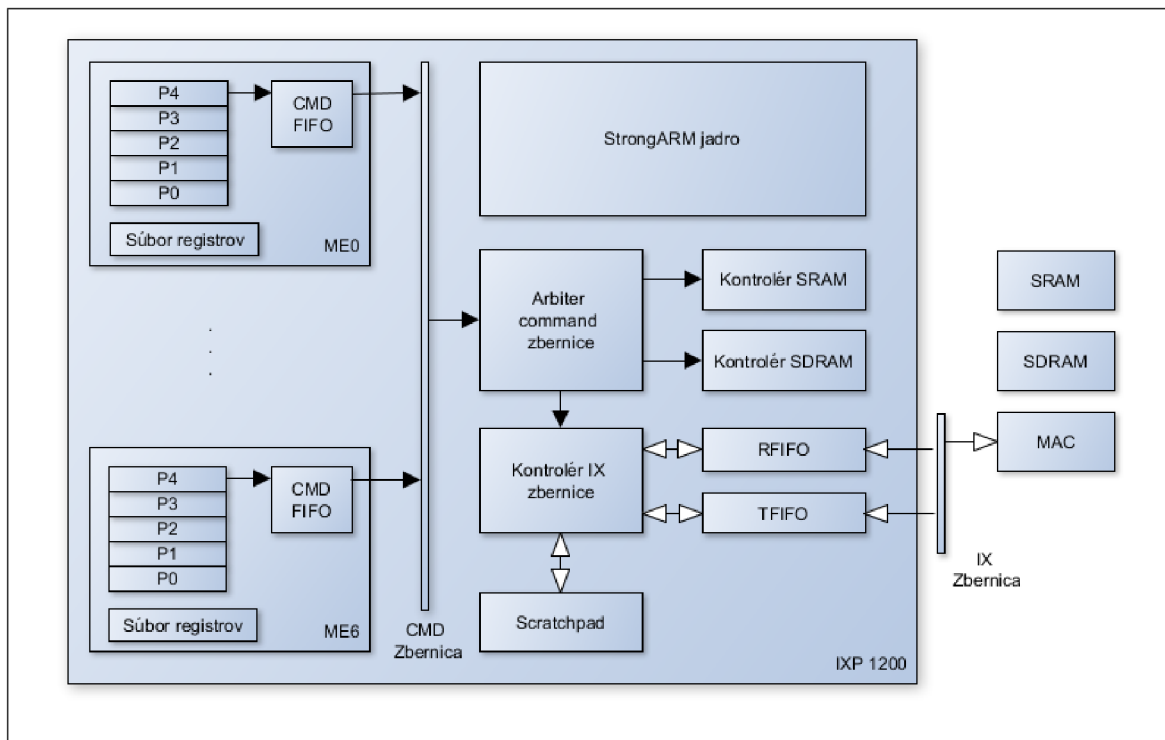 P4
P3
P2
P1
P0
CMD
FIFO
Súbor registrov
ME0
.
.
.
P4
P3
P2
P1
P0
CMD
FIFO
Súbor registrov
ME6
CMD
Zbernica
StrongARM jadro
Arbiter
command
zbernice
Kontrolér SRAM
Kontrolér SDRAM
Kontrolér IX
zbernice
RFIFO
TFIFO
Scratchpad
IXP 1200
SRAM
SDRAM
MAC
IX
Zbernica